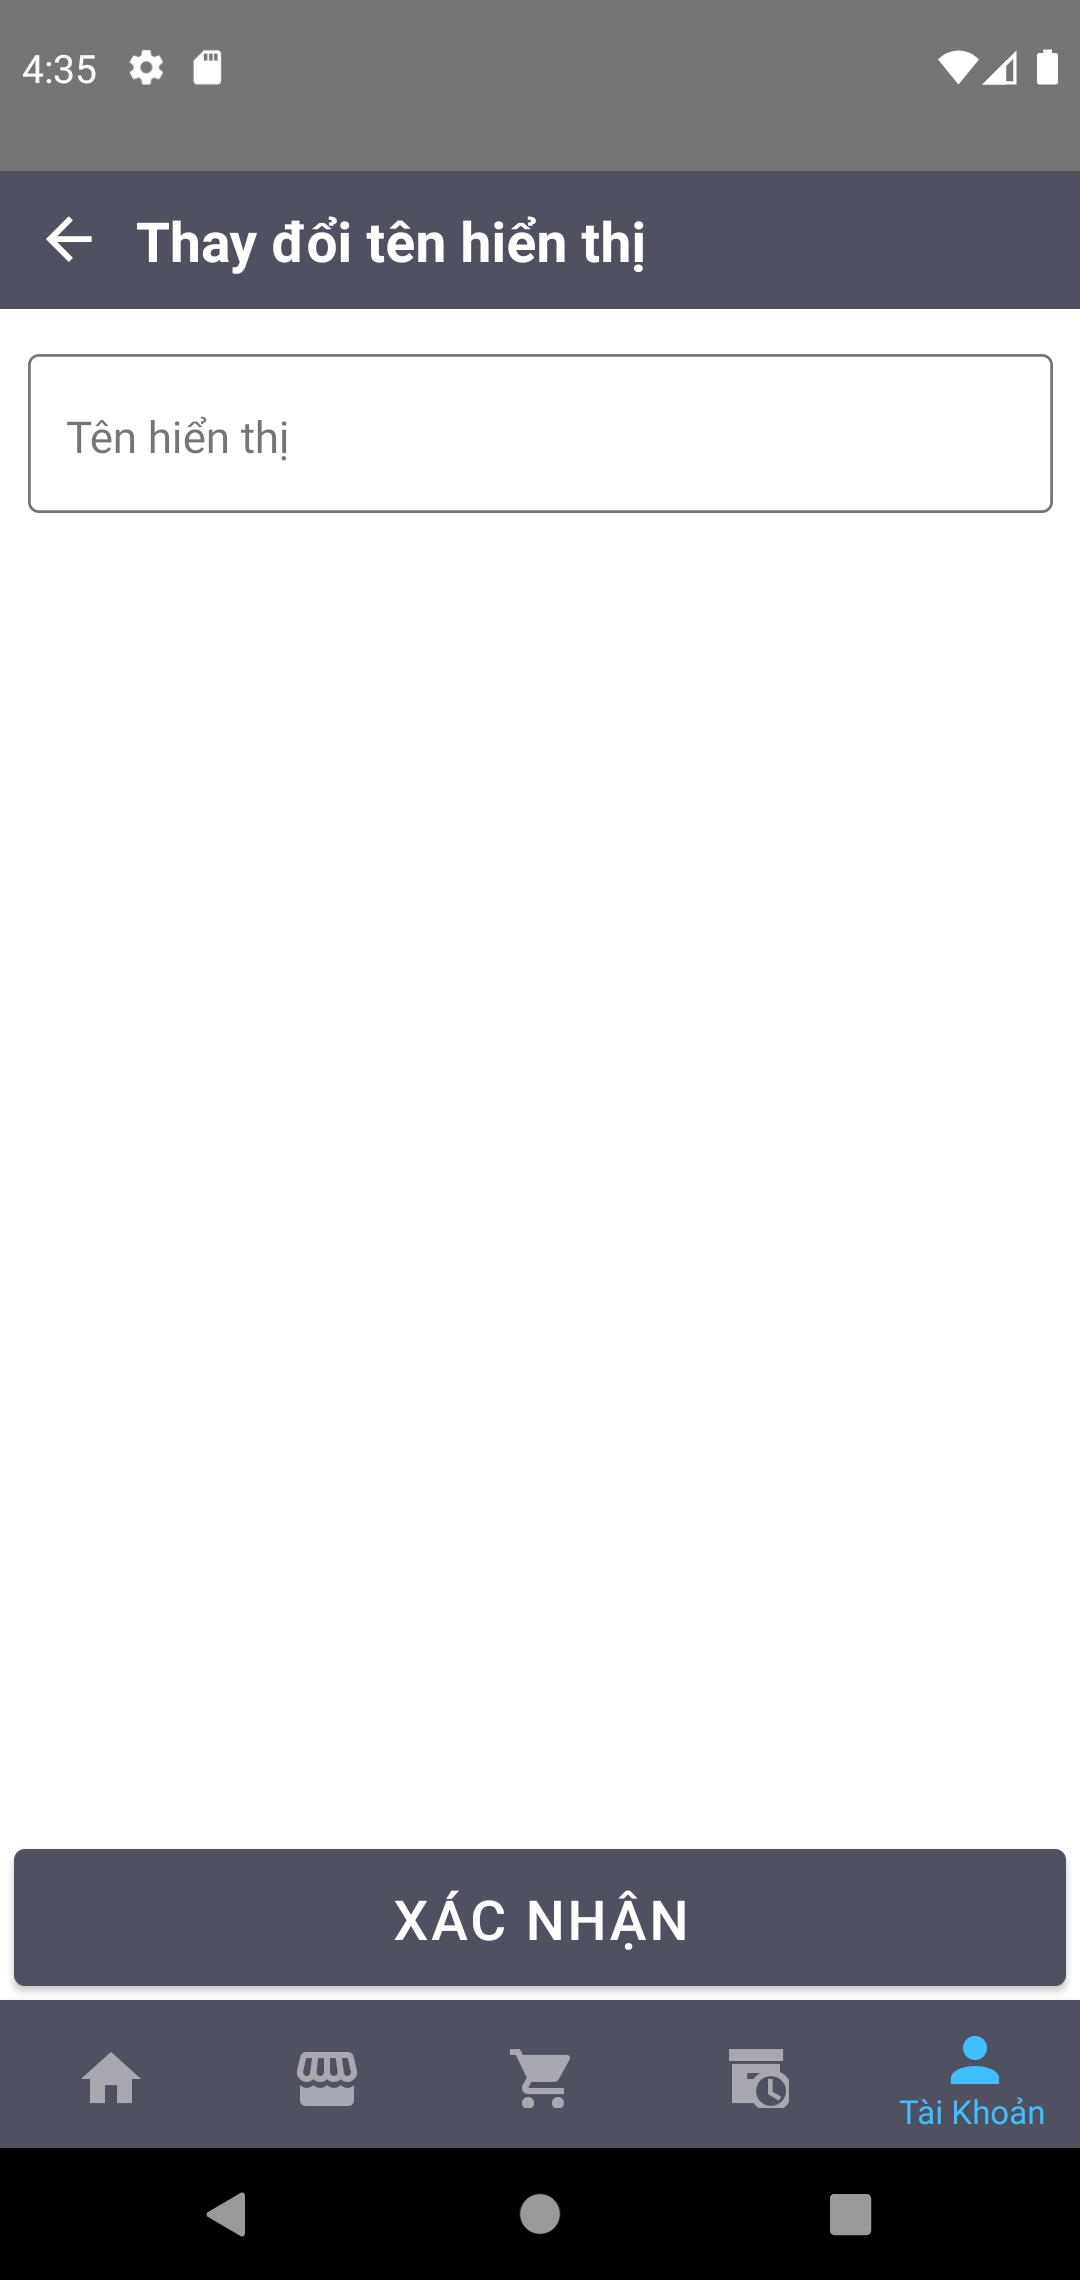 4:35
Thay đổi tên hiển thị
Tên hiển thị
XÁC NHẬN
Tài Khoản